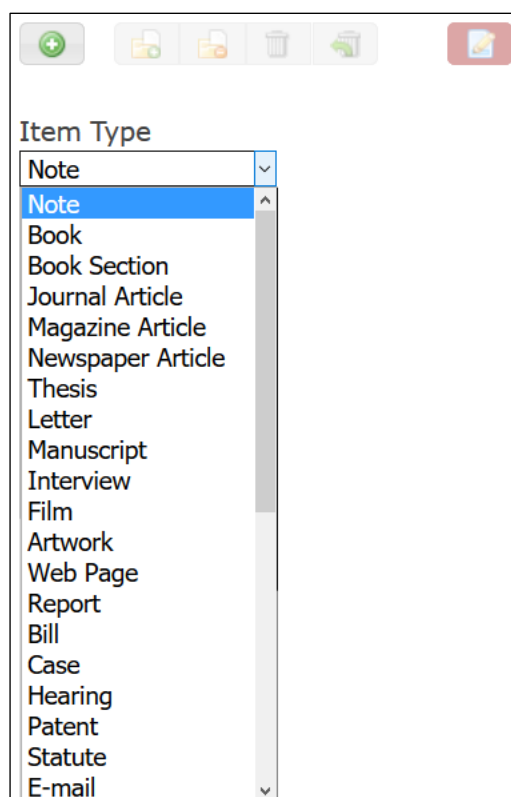 Item Type
Note
Note
Book
Book Section
Journal Article
Magazine Article
Newspaper Article
Thesis
Letter
Manuscript
Interview
Film
Artwork
Web Page
Report
Bill
Case
Hearing
Patent
Statute
E-mail